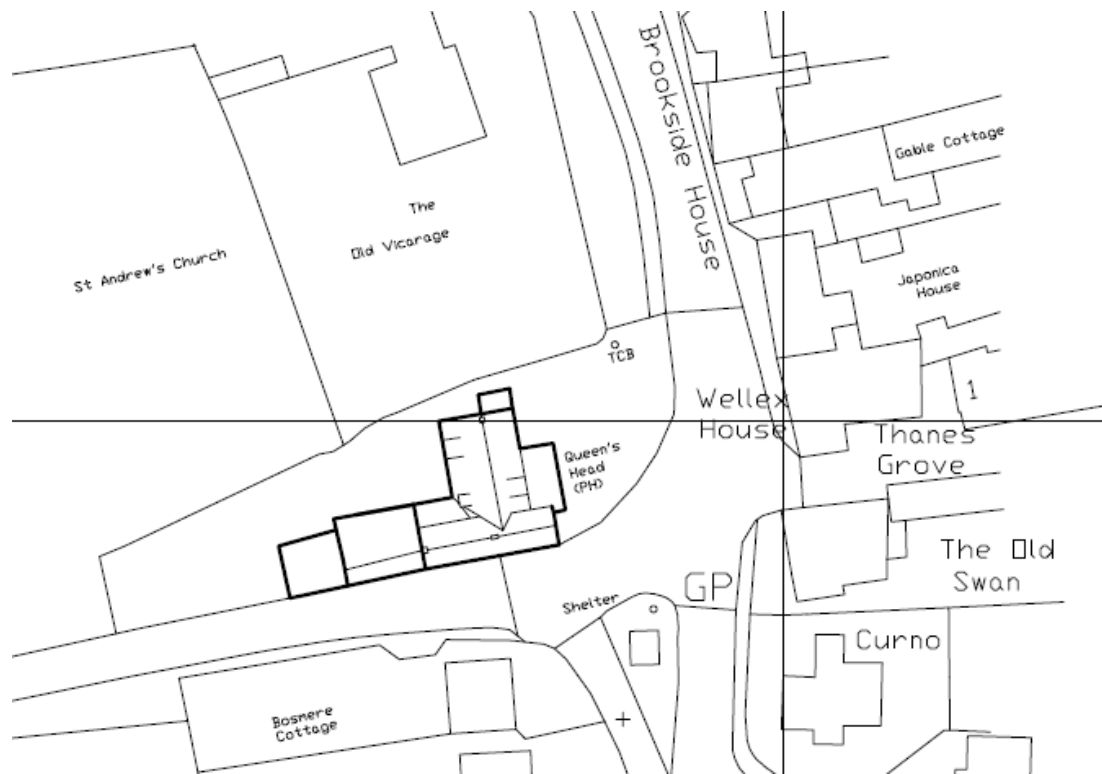 Brookside House
Gable Cottage
The
Old Vicarage
St Andrew's Church
Japonica
House
TCB
1
Wellex
House
Thanes
Grove
Queen's
Head
(PH)
The Old
Swan
GP
Shelter
Curno
Bosmere
Cottage